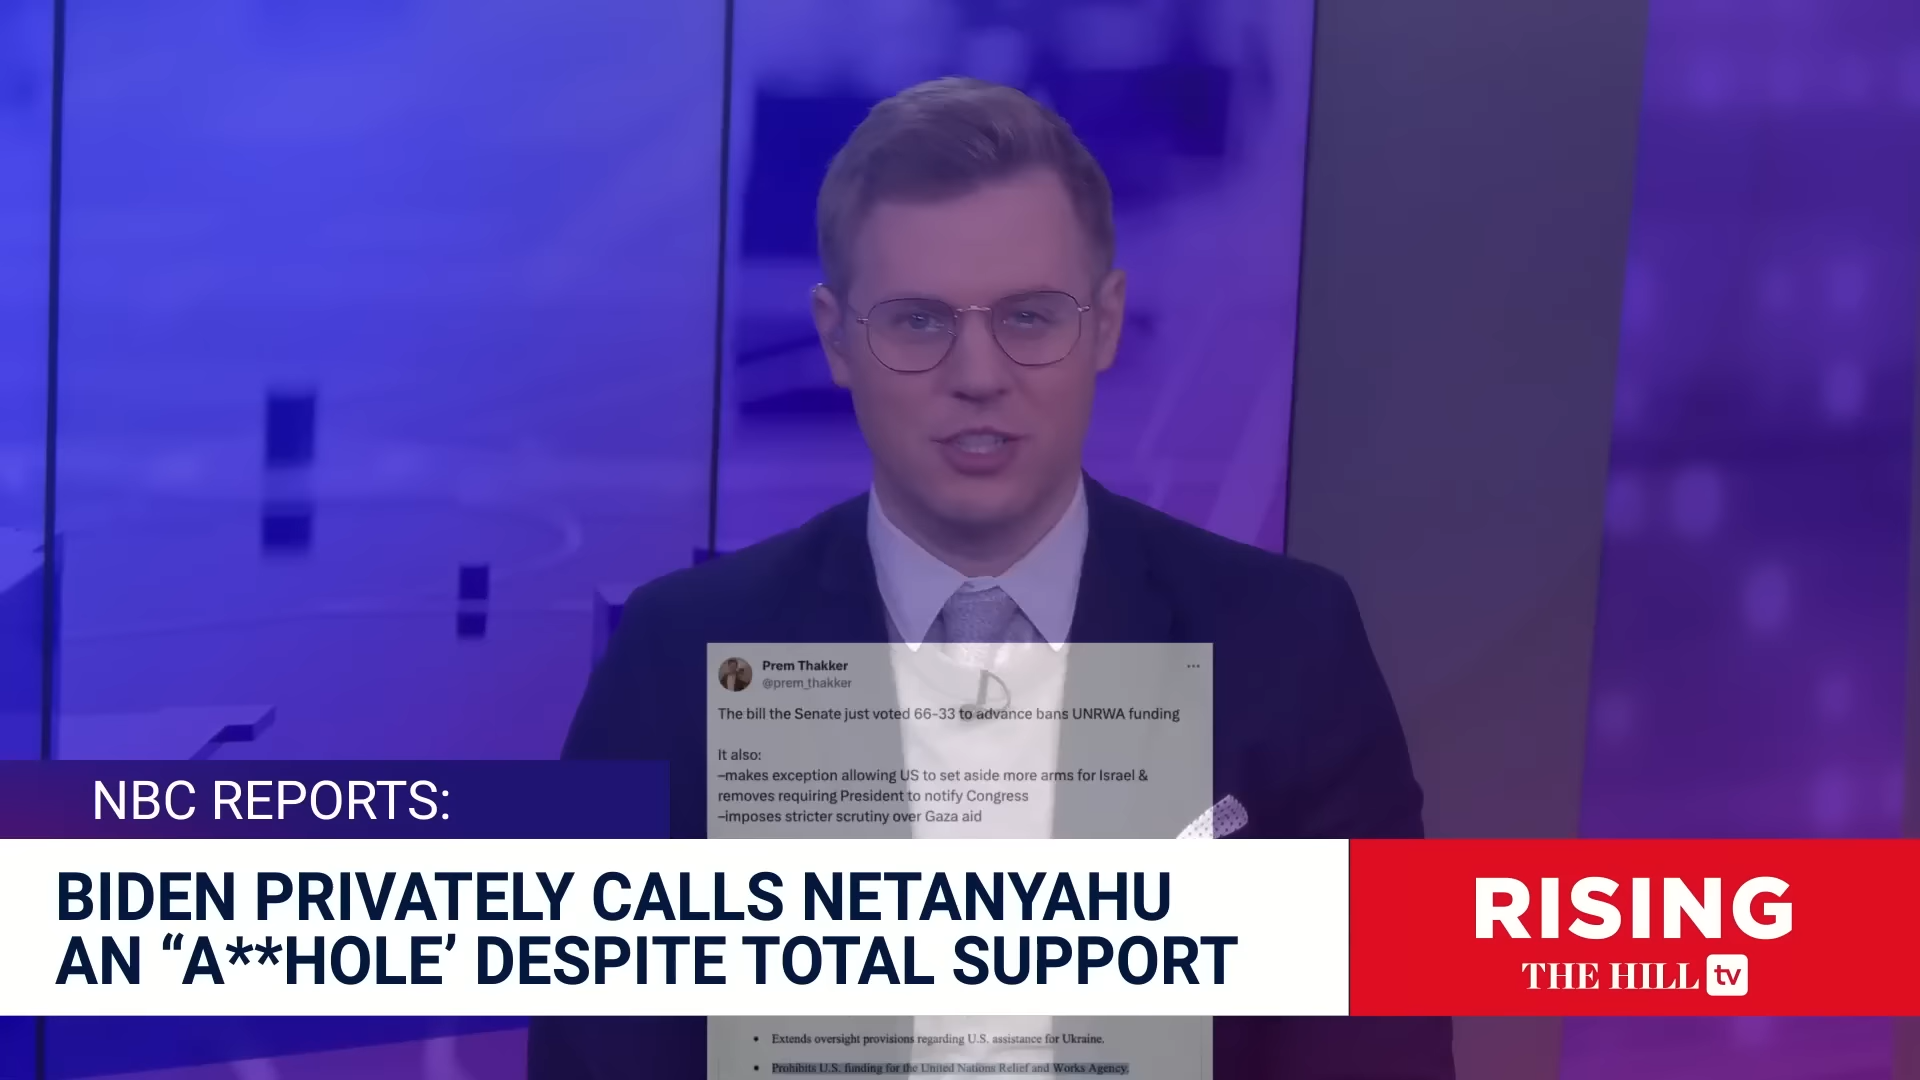 Prem Thakker
@prem_thakker
The bill the Senate just voted 66-33 to advance bans UNRWA funding
It also:
–makes exception allowing US to set aside more arms for Israel &
removes requiring President to notify Congress
–imposes stricter scrutiny over Gaza aid
NBC REPORTS:
BIDEN PRIVATELY CALLS NETANYAHU
AN “A**HOLE’ DESPITE TOTAL SUPPORT
RISING
THE HILL tv
• Extends oversight provisions regarding U.S. assistance for Ukraine.
• Prohibits U.S. funding for the United Nations Relief and Works Agency.